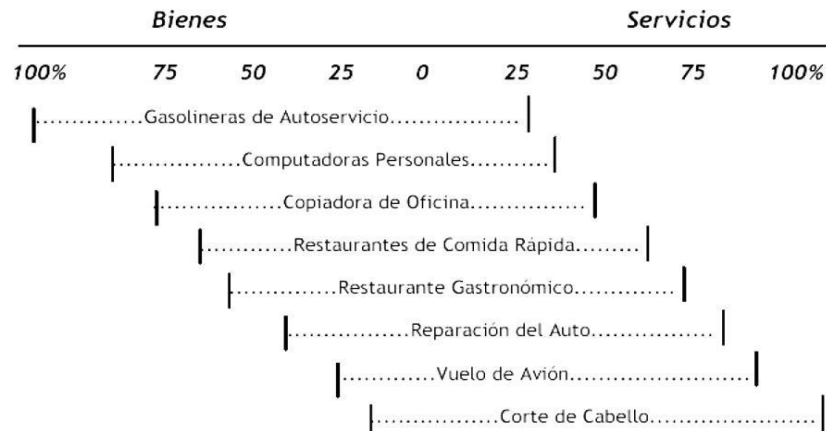 Bienes Servicios
100% 75 50 25 0 25 50 75 100%
Gasolineras de Autoservicio
Computadoras Personales
Copiadora de Oficina
Restaurantes de Comida Rápida
Restaurante Gastronómico
Reparación del Auto
Vuelo de Avión
Corte de Cabello